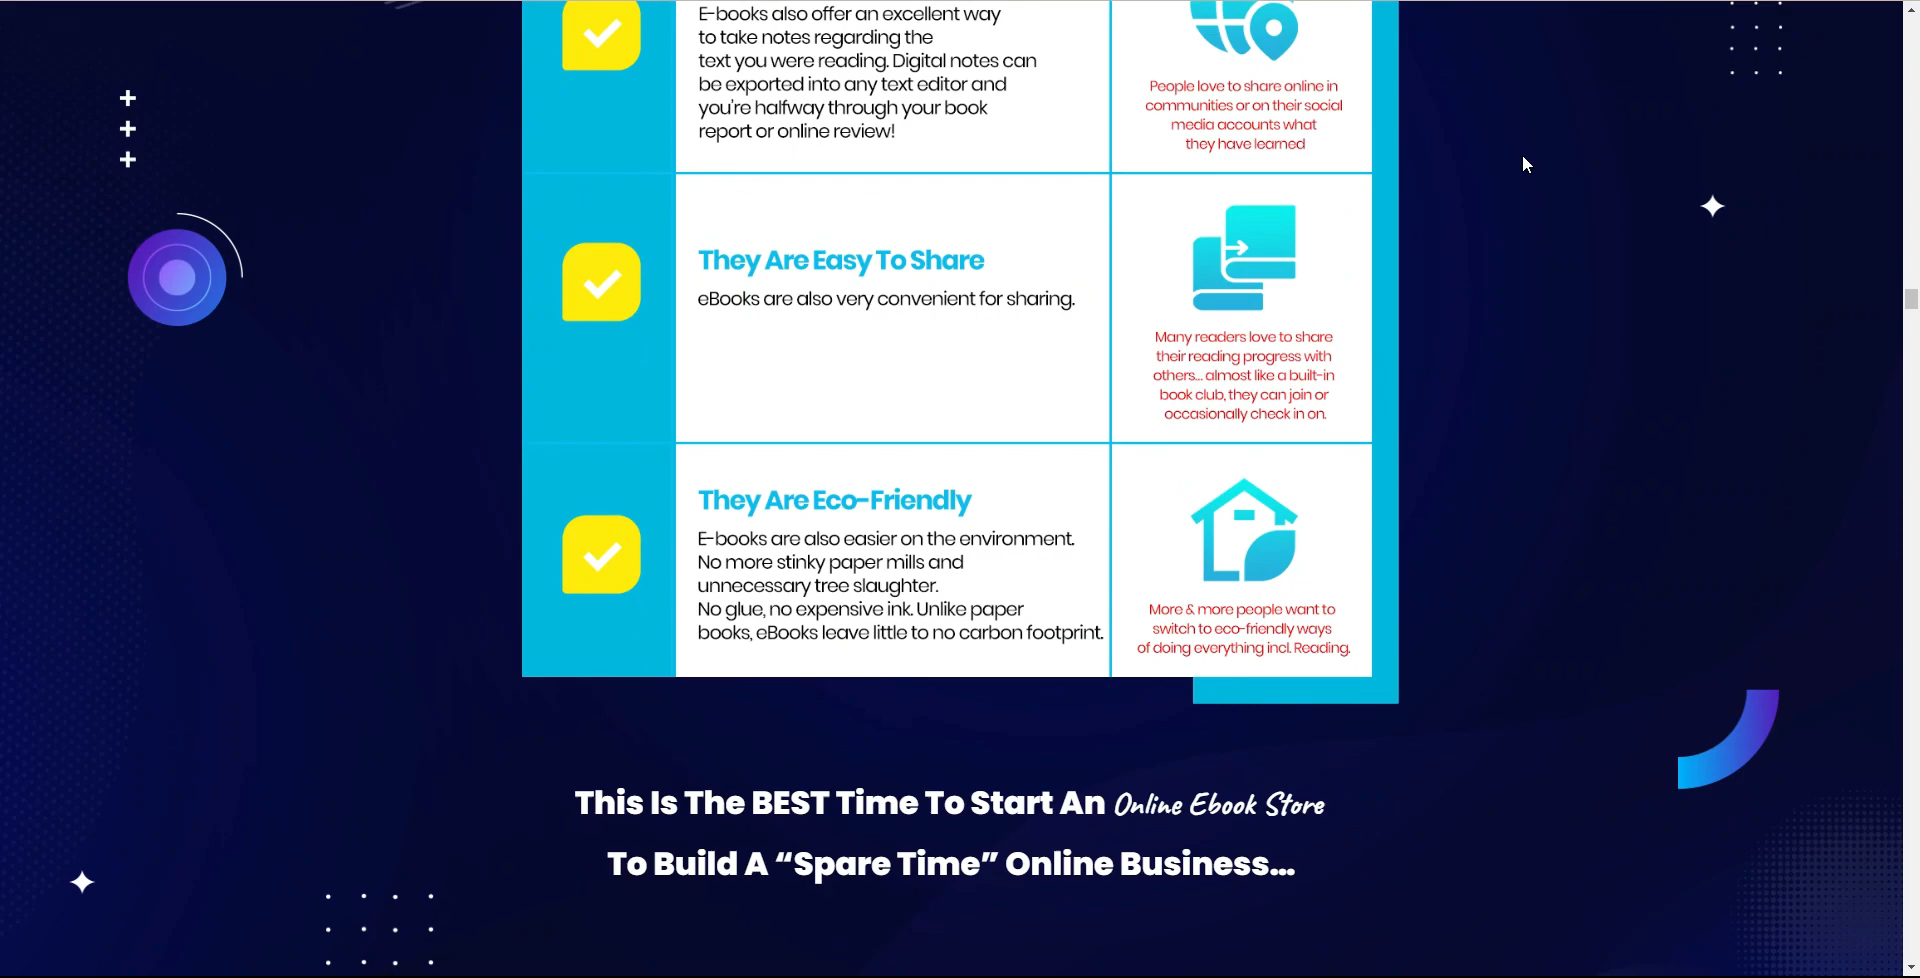 E-books also offer an excellent way
to take notes regarding the
text you were reading. Digital notes can
be exported into any text editor and
you're halfway through your book
report or online review!
People love to share online in
communities or on their social
media accounts what
they have learned
They Are Easy To Share
eBooks are also very convenient for sharing.
Many readers love to share
their reading progress with
others... almost like a built-in
book club, they can join or
occasionally check in on.
They Are Eco-Friendly
E-books are also easier on the environment.
No more stinky paper mills and
unnecessary tree slaughter.
No glue, no expensive ink. Unlike paper
books, eBooks leave little to no carbon footprint.
More & more people want to
switch to eco-friendly ways
of doing everything incl. Reading.
This Is The BEST Time To Start An Online Ebook Store
To Build A “Spare Time” Online Business...